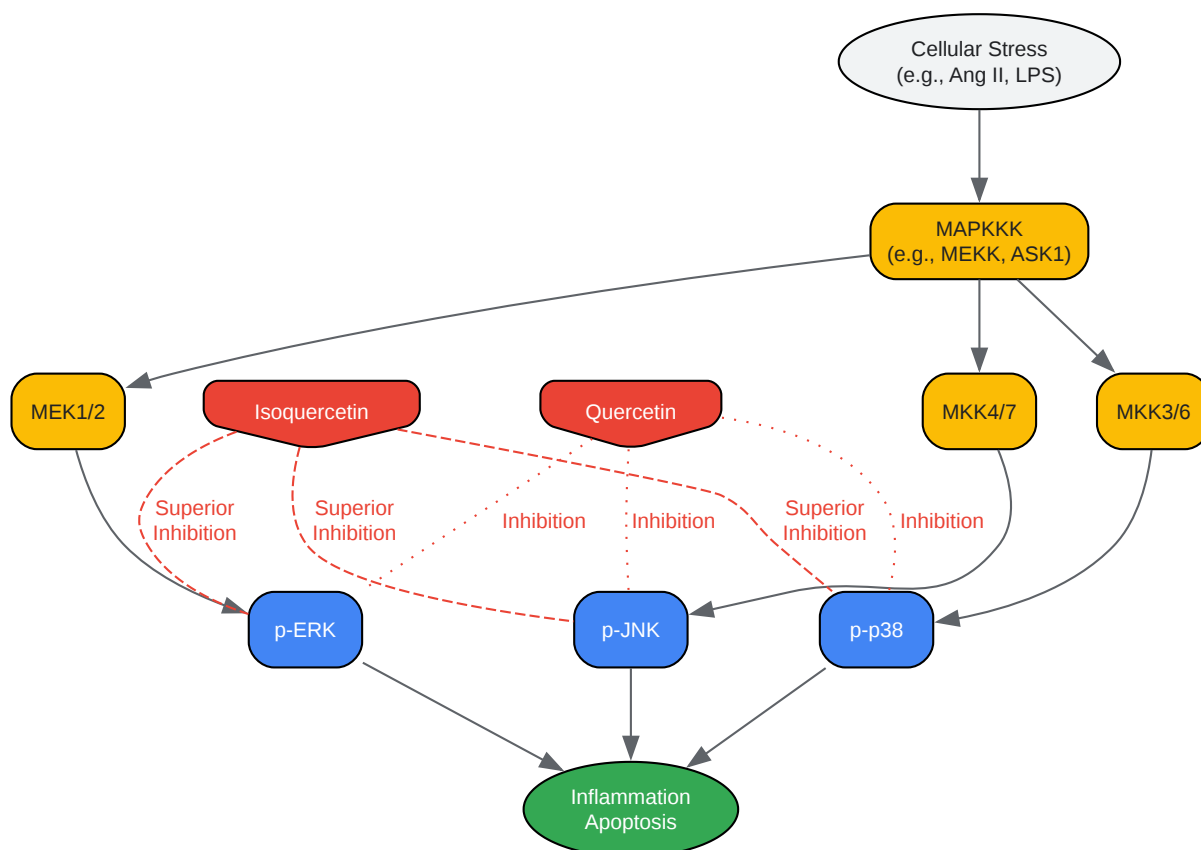 Cellular Stress
(e.g., Ang II, LPS)
MAPKKK
(e.g., MEKK, ASK1)
MEK1/2
Isoquercetin
Quercetin
MKK4/7
MKK3/6
Superior
Inhibition
Superior
Inhibition
Inhibition
Inhibition
Superior
Inhibition
Inhibition
p-ERK
p-JNK
p-p38
Inflammation
Apoptosis